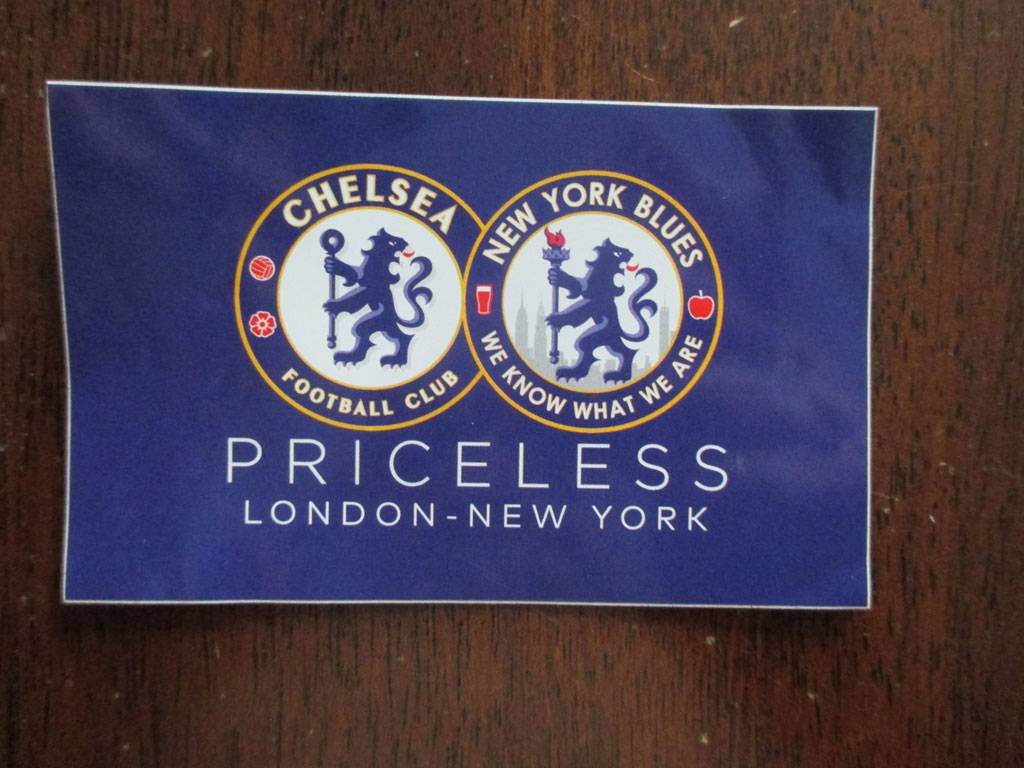 CHELSEA
FOOTBALL CLUB
NEW YORK BLUES
WE KNOW WHAT WE ARE
PRICELESS
LONDON-NEW YORK